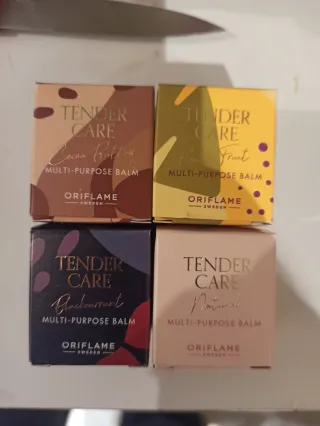 TENDER
CARE
Cocoa Butter
MULTI-PURPOSE BALM
ORIFLAME
SWEDEN
TENDER
CARE
Fruit
MULTI-PURPOSE BALM
ORIFLAME
SWEDEN
TENDER
CARE
Blackcurrant
MULTI-PURPOSE BALM
ORIFLAME
SWEDEN
TENDER
CARE
Natural
MULTI-PURPOSE BALM
ORIFLAME
SWEDEN